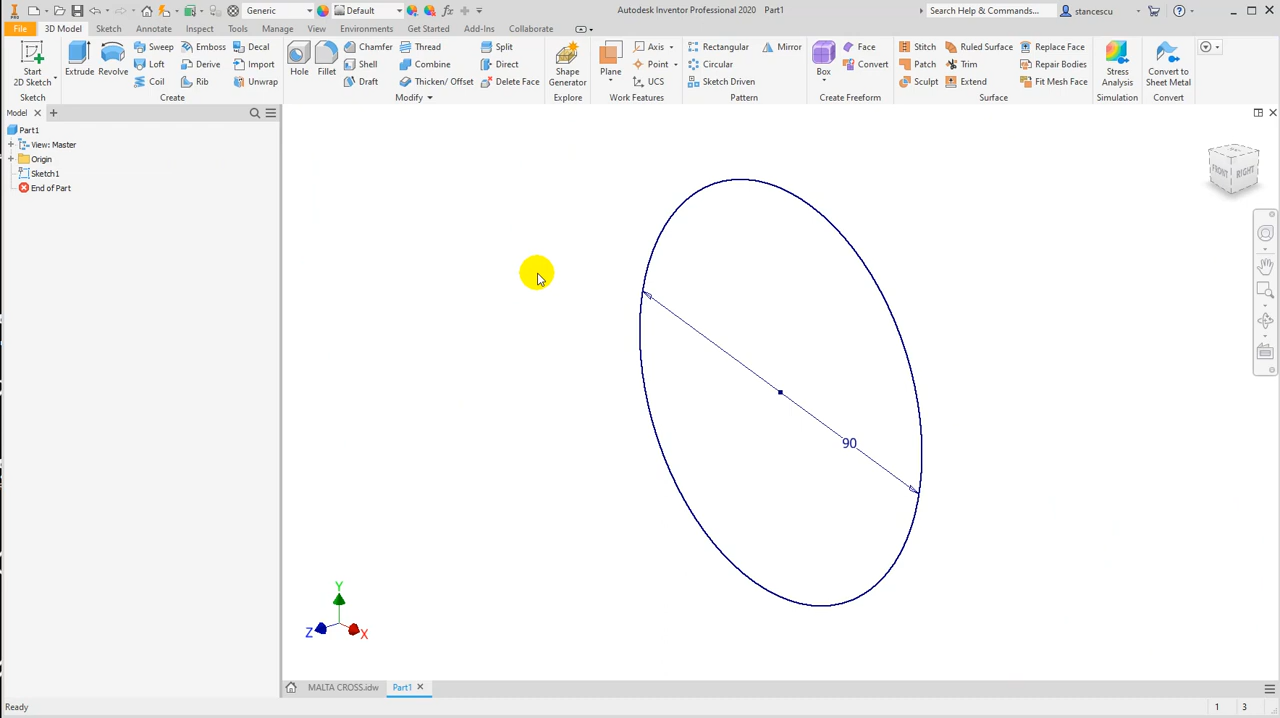 Generic
Default
Autodesk Inventor Professional 2020 Part1
Search Help & Commands...
stancescu
File
3D Model
Sketch
Annotate
Inspect
Tools
Manage
View
Environments
Get Started
Add-Ins
Collaborate
Start
2D Sketch
Sketch
Extrude
Revolve
Sweep
Emboss
Decal
Loft
Derive
Import
Coil
Rib
Unwrap
Create
Hole
Fillet
Chamfer
Thread
Split
Shell
Combine
Direct
Draft
Thicken/ Offset
Delete Face
Modify
Shape
Generator
Explore
Plane
Axis
Point
UCS
Work Features
Rectangular
Mirror
Circular
Sketch Driven
Pattern
Box
Face
Convert
Create Freeform
Stitch
Ruled Surface
Replace Face
Patch
Trim
Repair Bodies
Sculpt
Extend
Fit Mesh Face
Surface
Stress
Analysis
Simulation
Convert to
Sheet Metal
Convert
Model
Part1
View: Master
Origin
Sketch1
End of Part
FRONT
RIGHT
90
Y
Z
X
MALTA CROSS.idw
Part1
Ready
1
3